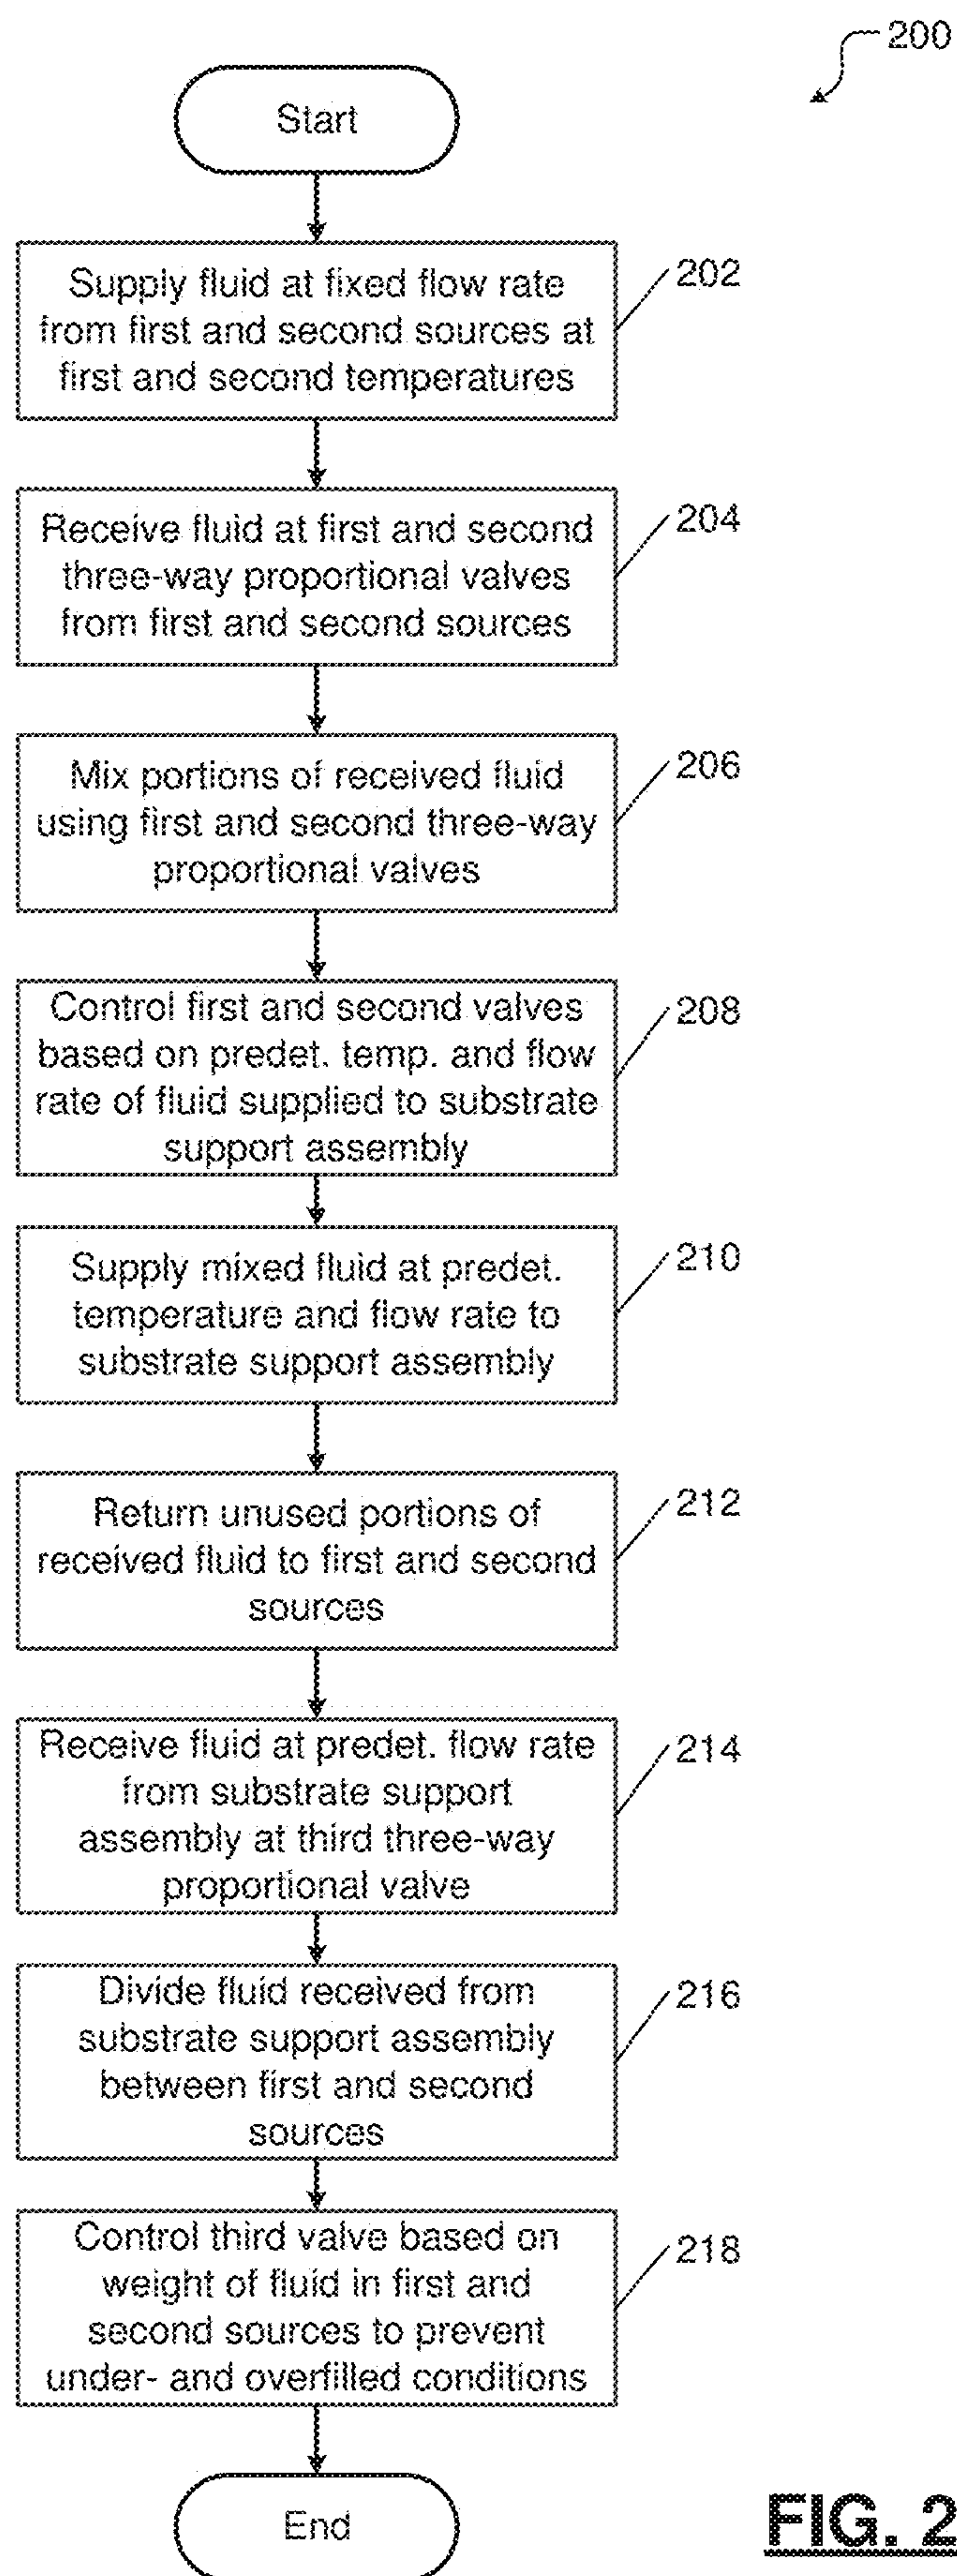 200
Start
Supply fluid at fixed flow rate
from first and second sources at
first and second temperatures
202
Receive fluid at first and second
three-way proportional valves
from first and second sources
204
Mix portions of received fluid
using first and second three-way
proportional valves
206
Control first and second valves
based on predet. temp. and flow
rate of fluid supplied to substrate
support assembly
208
Supply mixed fluid at predet.
temperature and flow rate to
substrate support assembly
210
Return unused portions of
received fluid to first and second
sources
212
Receive fluid at predet. flow rate
from substrate support
assembly at third three-way
proportional valve
214
Divide fluid received from
substrate support assembly
between first and second
sources
216
Control third valve based on
weight of fluid in first and
second sources to prevent
under- and overfilled conditions
218
End
FIG. 2